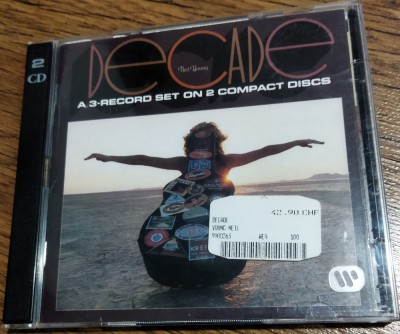 2
CD
DECADE
Neil Young
A 3-RECORD SET ON 2 COMPACT DISCS
42.90 CHF
DECADE
YOUNG NEIL
WEA 100